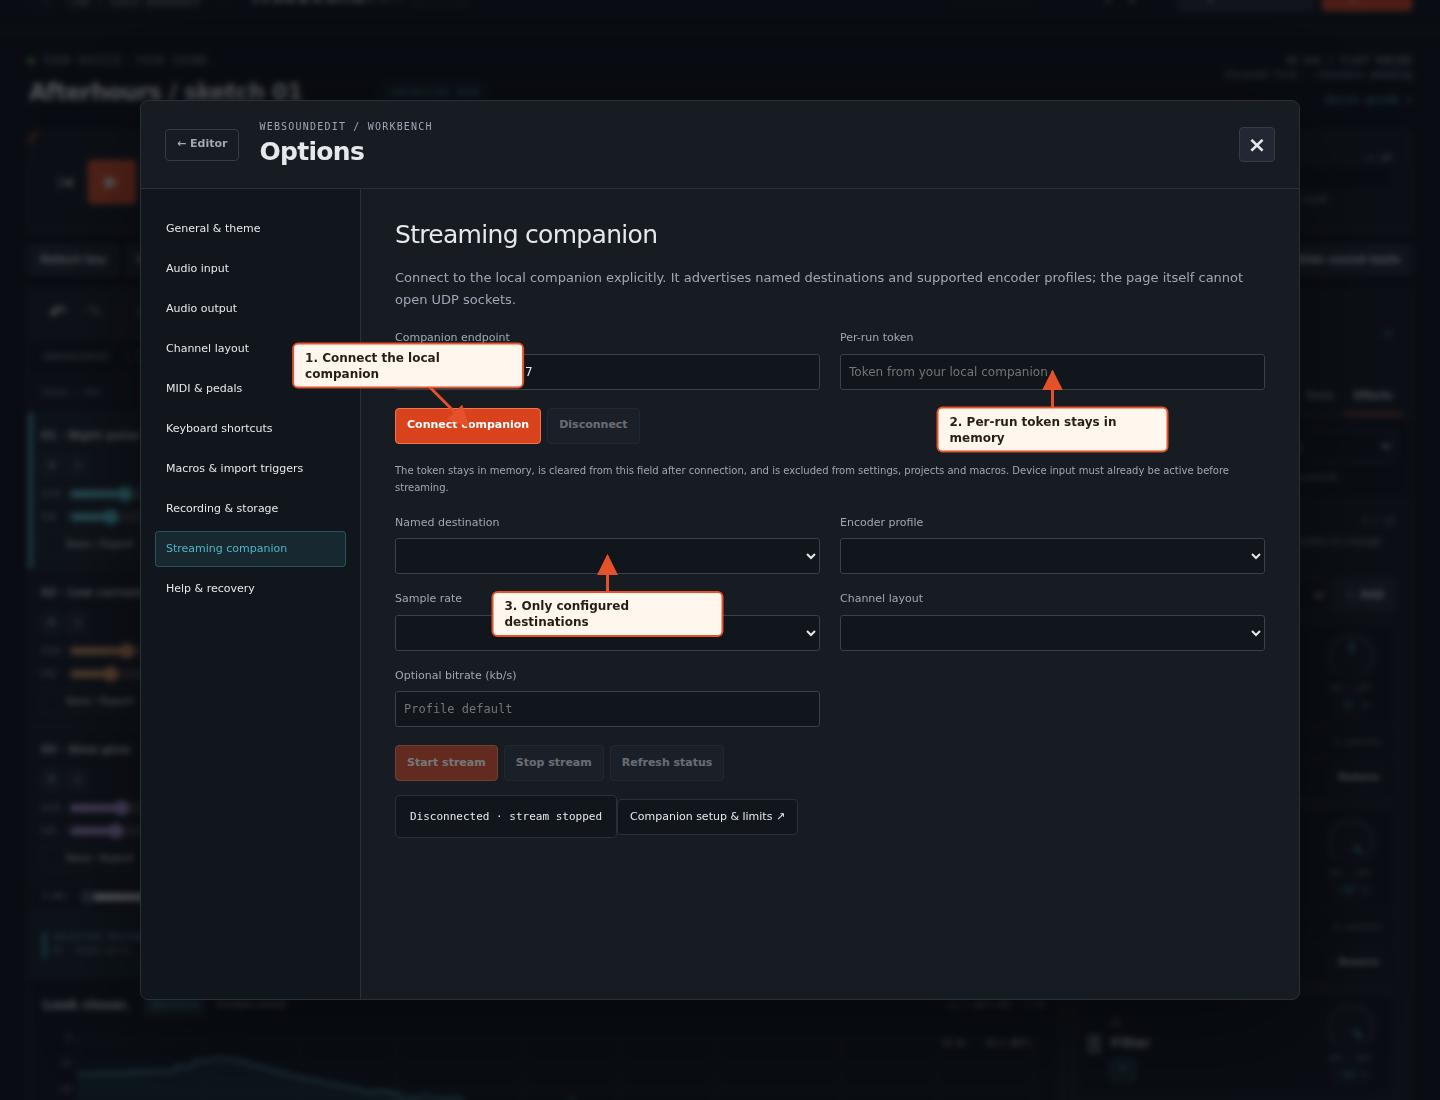 Afterhours / sketch 01
← Editor
WEBSOUNDEDIT / WORKBENCH
Options
×
General & theme
Audio input
Audio output
Channel layout
MIDI & pedals
Keyboard shortcuts
Macros & import triggers
Recording & storage
Streaming companion
Help & recovery
Streaming companion
Connect to the local companion explicitly. It advertises named destinations and supported encoder profiles; the page itself cannot
open UDP sockets.
Companion endpoint
Per-run token
1. Connect the local
companion
7
Token from your local companion
Connect companion
Disconnect
2. Per-run token stays in
memory
The token stays in memory, is cleared from this field after connection, and is excluded from settings, projects and macros. Device input must already be active before
streaming.
Named destination
Encoder profile
Sample rate
Channel layout
3. Only configured
destinations
Optional bitrate (kb/s)
Profile default
Start stream
Stop stream
Refresh status
Disconnected · stream stopped
Companion setup & limits ↗
Filter